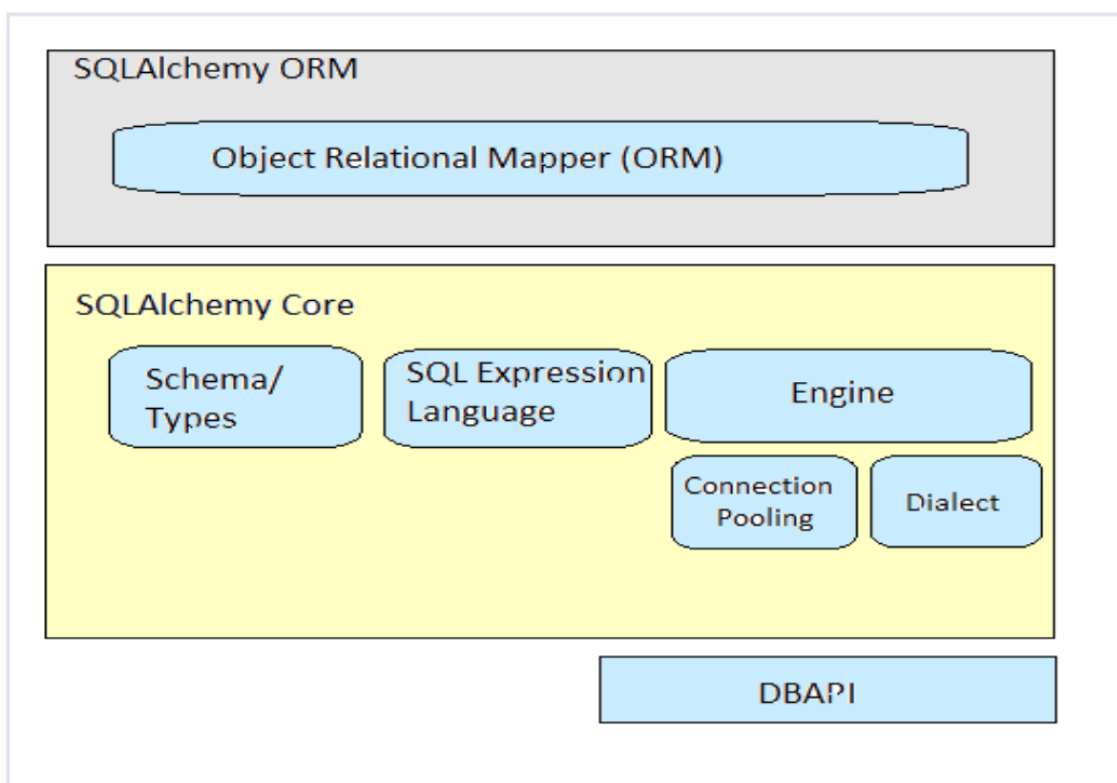 SQLAlchemy ORM
Object Relational Mapper (ORM)
SQLAlchemy Core
Schema/
Types
SQL Expression
Language
Engine
Connection
Pooling
Dialect
DBAPI